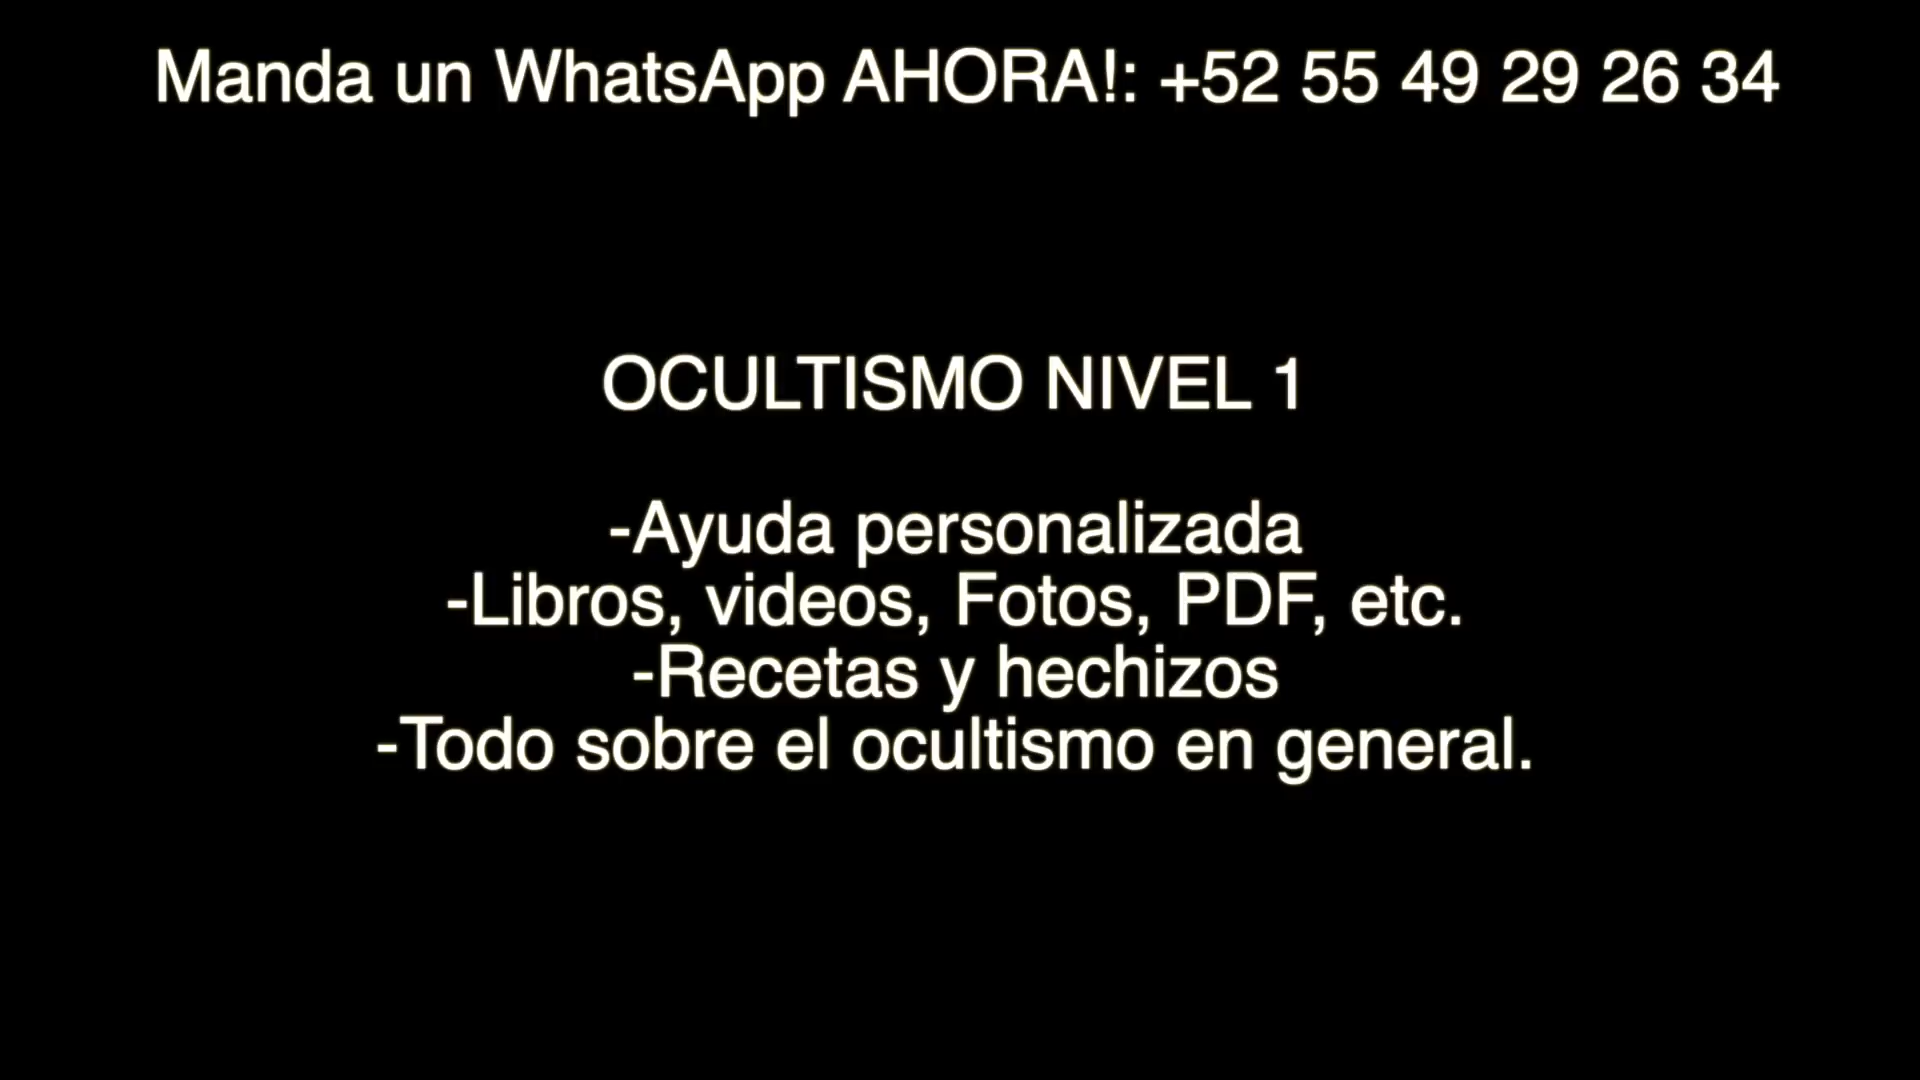 Manda un WhatsApp AHORA!: +52 55 49 29 26 34
OCULTISMO NIVEL 1
-Ayuda personalizada
-Libros, videos, Fotos, PDF, etc.
-Recetas y hechizos
-Todo sobre el ocultismo en general.